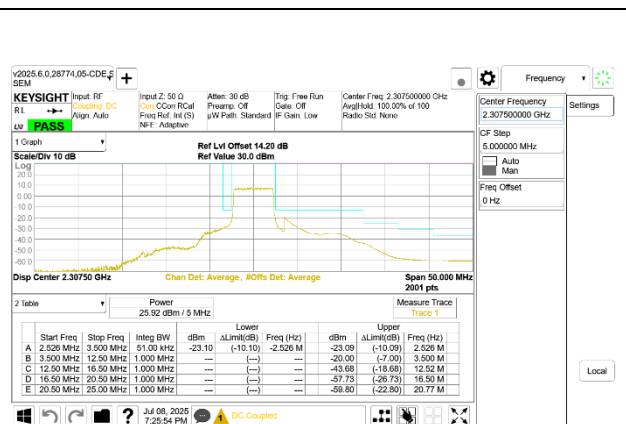 v2025.6.0,28774,05-CDE,S
SEM
Frequency
KEYSIGHT
Input: RF
Coupling: DC
Align: Auto
Input Z: 50 Ω
Corr CCorr RCal
Freq Ref: Int (S)
NFE: Adaptive
Atten: 30 dB
Preamp: Off
µW Path: Standard
Trig: Free Run
Gate: Off
IF Gain: Low
Center Freq: 2.307500000 GHz
Avg|Hold: 100.00% of 100
Radio Std: None
R L
LW
PASS
Center Frequency
2.307500000 GHz
Settings
CF Step
5.000000 MHz
Auto
Man
Freq Offset
0 Hz
Local
1 Graph
Scale/Div 10 dB
Ref Lvl Offset 14.20 dB
Ref Value 30.0 dBm
Log
20.0
10.0
0.00
-10.0
-20.0
-30.0
-40.0
-50.0
-60.0
Disp Center 2.30750 GHz
Chan Det: Average , #Offs Det: Average
Span 50.000 MHz
2001 pts
2 Table
Power
25.92 dBm / 5 MHz
Measure Trace
Trace 1
Lower Upper
Start Freq Stop Freq Integ BW dBm ΔLimit(dB) Freq (Hz) dBm ΔLimit(dB) Freq (Hz)
A 2.526 MHz 3.500 MHz 51.00 kHz -23.10 (-10.10) -2.526 M -23.09 (-10.09) 2.526 M
B 3.500 MHz 12.50 MHz 1.000 MHz --- (---) --- -20.00 (-7.00) 3.500 M
C 12.50 MHz 16.50 MHz 1.000 MHz --- (---) --- -43.68 (-18.68) 12.52 M
D 16.50 MHz 20.50 MHz 1.000 MHz --- (---) --- -57.73 (-26.73) 16.50 M
E 20.50 MHz 25.00 MHz 1.000 MHz --- (---) --- -59.80 (-22.80) 20.77 M
Jul 08, 2025
7:25:54 PM
DC Coupled